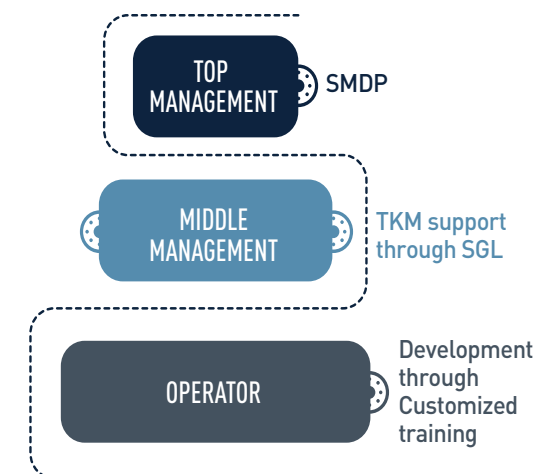 TOP
MANAGEMENT
SMDP
MIDDLE
MANAGEMENT
TKM support
through SGL
OPERATOR
Development
through
Customized
training